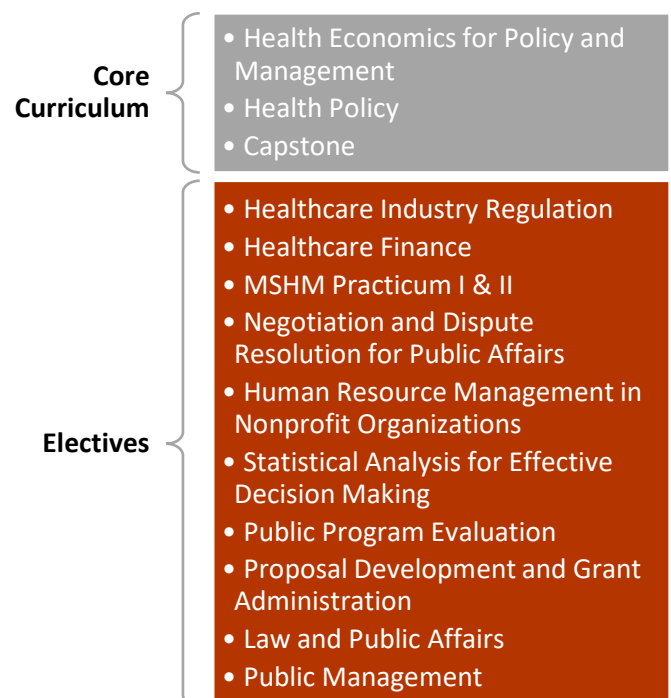 Core
Curriculum
• Health Economics for Policy and
Management
• Health Policy
• Capstone
Electives
• Healthcare Industry Regulation
• Healthcare Finance
• MSHM Practicum I & II
• Negotiation and Dispute
Resolution for Public Affairs
• Human Resource Management in
Nonprofit Organizations
• Statistical Analysis for Effective
Decision Making
• Public Program Evaluation
• Proposal Development and Grant
Administration
• Law and Public Affairs
• Public Management